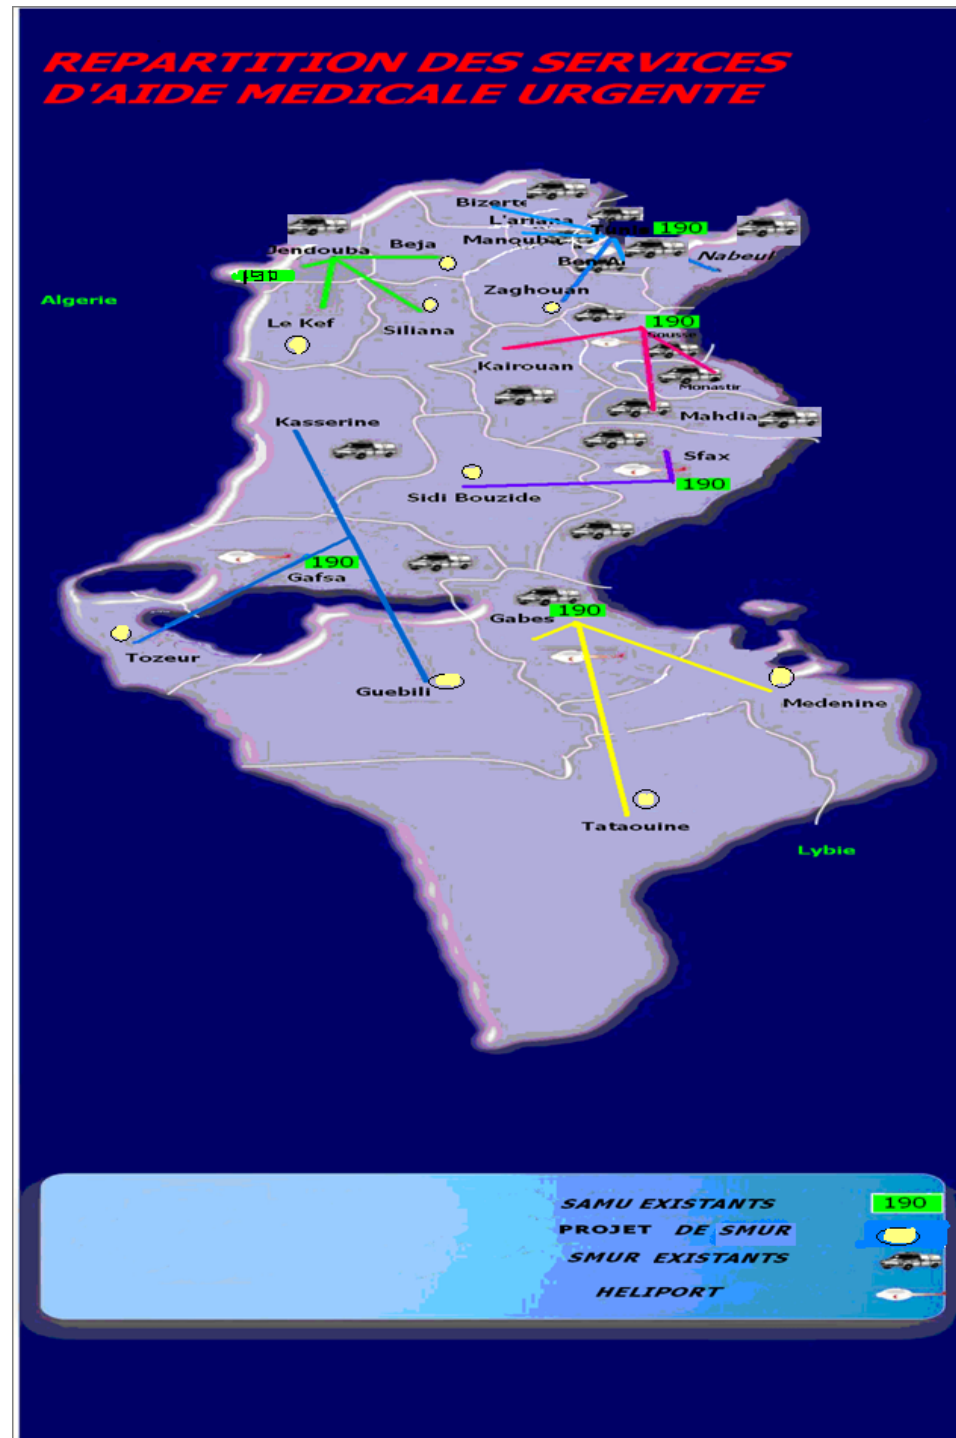 REPARTITION DES SERVICES
D'AIDE MEDICALE URGENTE
Bizerte
L'ariana
Tunis 190
Manouba
Jendouba
Beja
Nabeul
Ben A
Algerie
Zaghouan
190
Le Kef
Siliana
Sousse
Kairouan
Monastir
Mahdia
Kasserine
Sfax
190
Sidi Bouzide
190
Gafsa
190
Gabes
Tozeur
Guebili
Medenine
Tataouine
Lybie
SAMU EXISTANTS 190
PROJET DE SMUR
SMUR EXISTANTS
HELIPORT